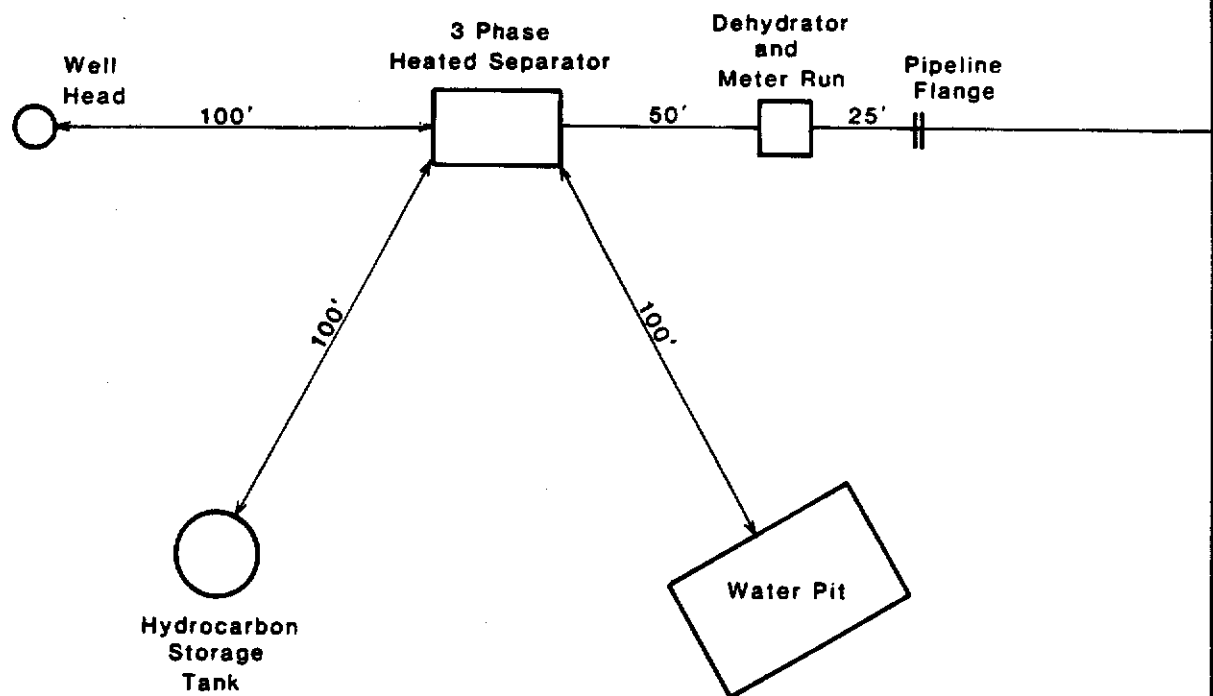 Well
Head
100'
3 Phase
Heated Separator
50'
Dehydrator
and
Meter Run
25'
Pipeline
Flange
100'
100'
Hydrocarbon
Storage
Tank
Water Pit